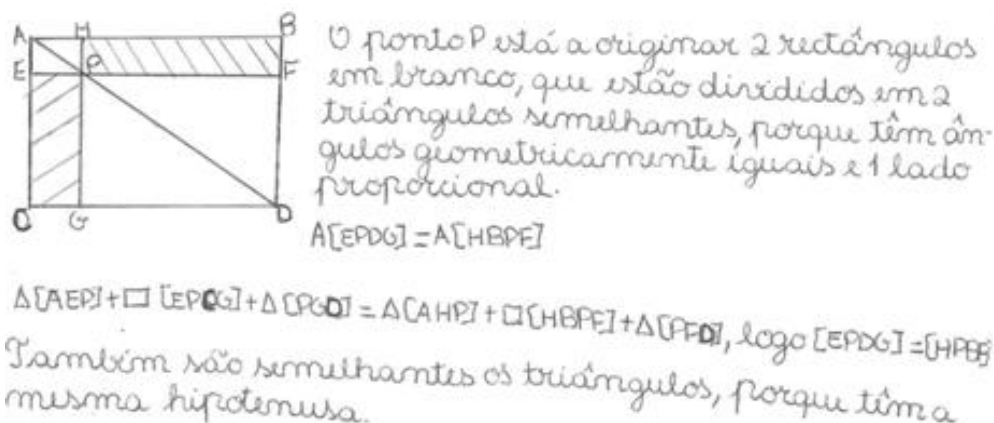 A H B
E P F
C G D
O ponto P está a originar 2 rectângulos
em branco, que estão divididos em 2
triângulos semelhantes, porque têm ân-
gulos geometricamente iguais e 1 lado
proporcional.
A[EPDG] = A[HBPF]
Δ[AEP]+□[EPCG]+Δ[PGD] = Δ[AHP]+□[HBPF]+Δ[PFD], logo [EPDG]=[HPBF]
Também são semelhantes os triângulos, porque têm a
mesma hipotenusa.